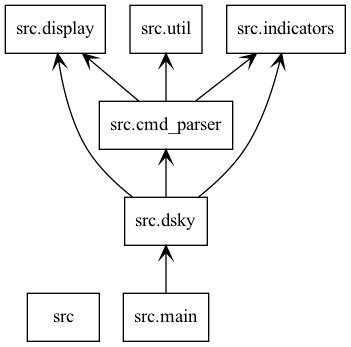 src.display
src.util
src.indicators
src.cmd_parser
src.dsky
src
src.main